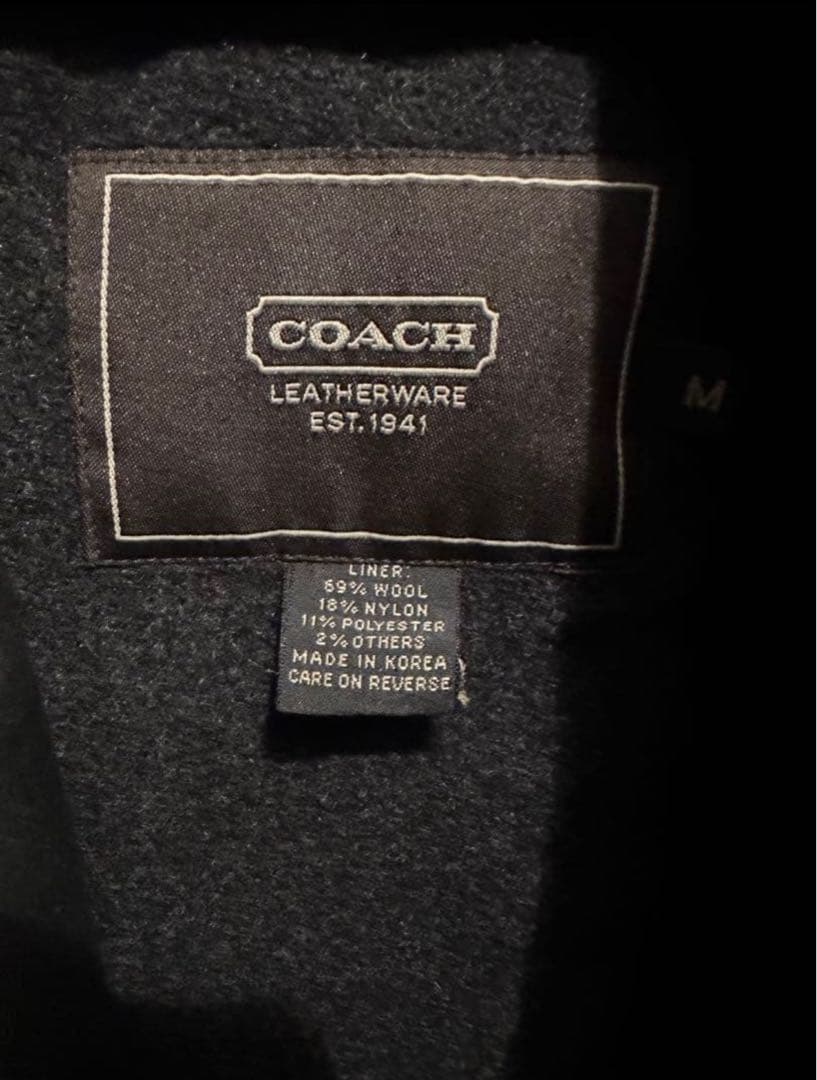 COACH
LEATHERWARE
EST. 1941
M
LINER:
69% WOOL
18% NYLON
11% POLYESTER
2% OTHERS
MADE IN KOREA
CARE ON REVERSE